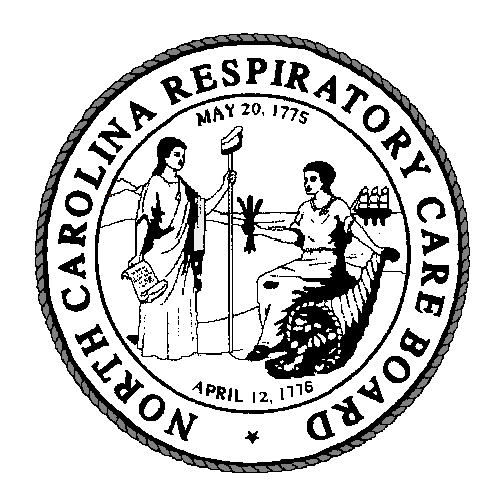 NORTH CAROLINA RESPIRATORY CARE BOARD
MAY 20, 1775
APRIL 12, 1776